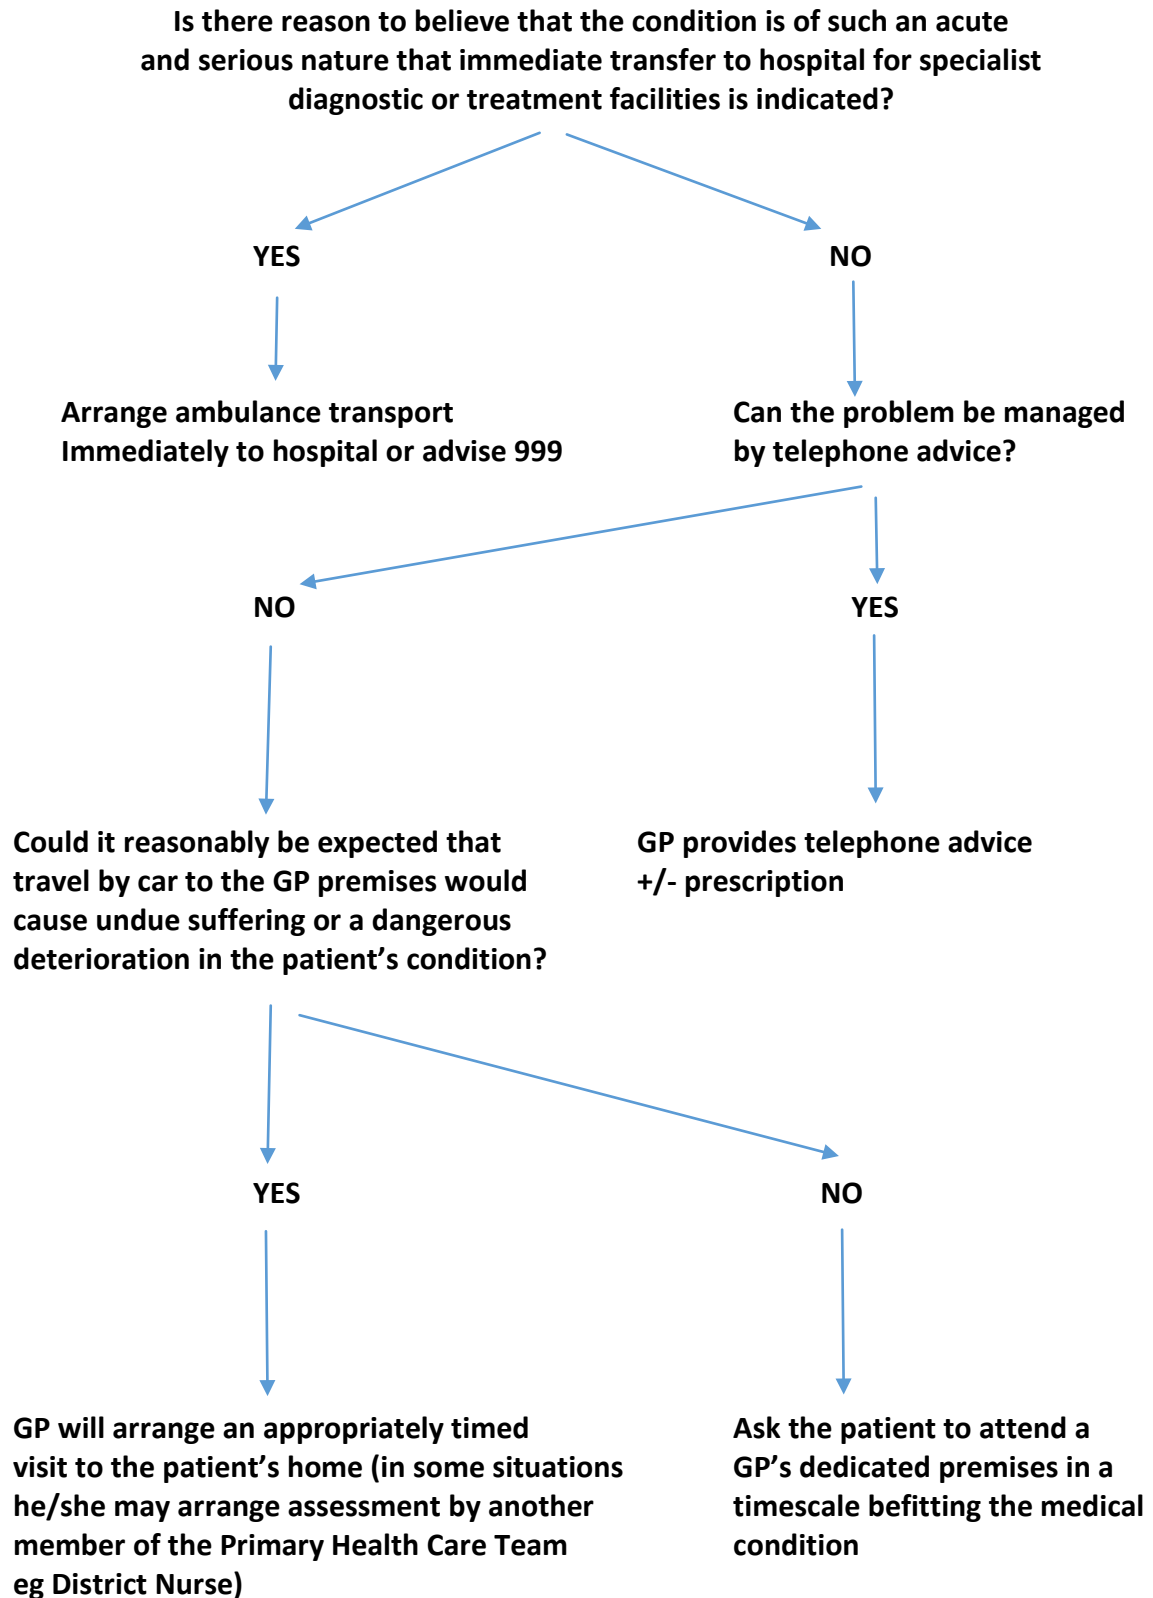 Is there reason to believe that the condition is of such an acute
and serious nature that immediate transfer to hospital for specialist
diagnostic or treatment facilities is indicated?
YES
NO
Arrange ambulance transport
Immediately to hospital or advise 999
Can the problem be managed
by telephone advice?
NO
YES
Could it reasonably be expected that
travel by car to the GP premises would
cause undue suffering or a dangerous
deterioration in the patient’s condition?
GP provides telephone advice
+/- prescription
YES
NO
GP will arrange an appropriately timed
visit to the patient’s home (in some situations
he/she may arrange assessment by another
member of the Primary Health Care Team
eg District Nurse)
Ask the patient to attend a
GP’s dedicated premises in a
timescale befitting the medical
condition